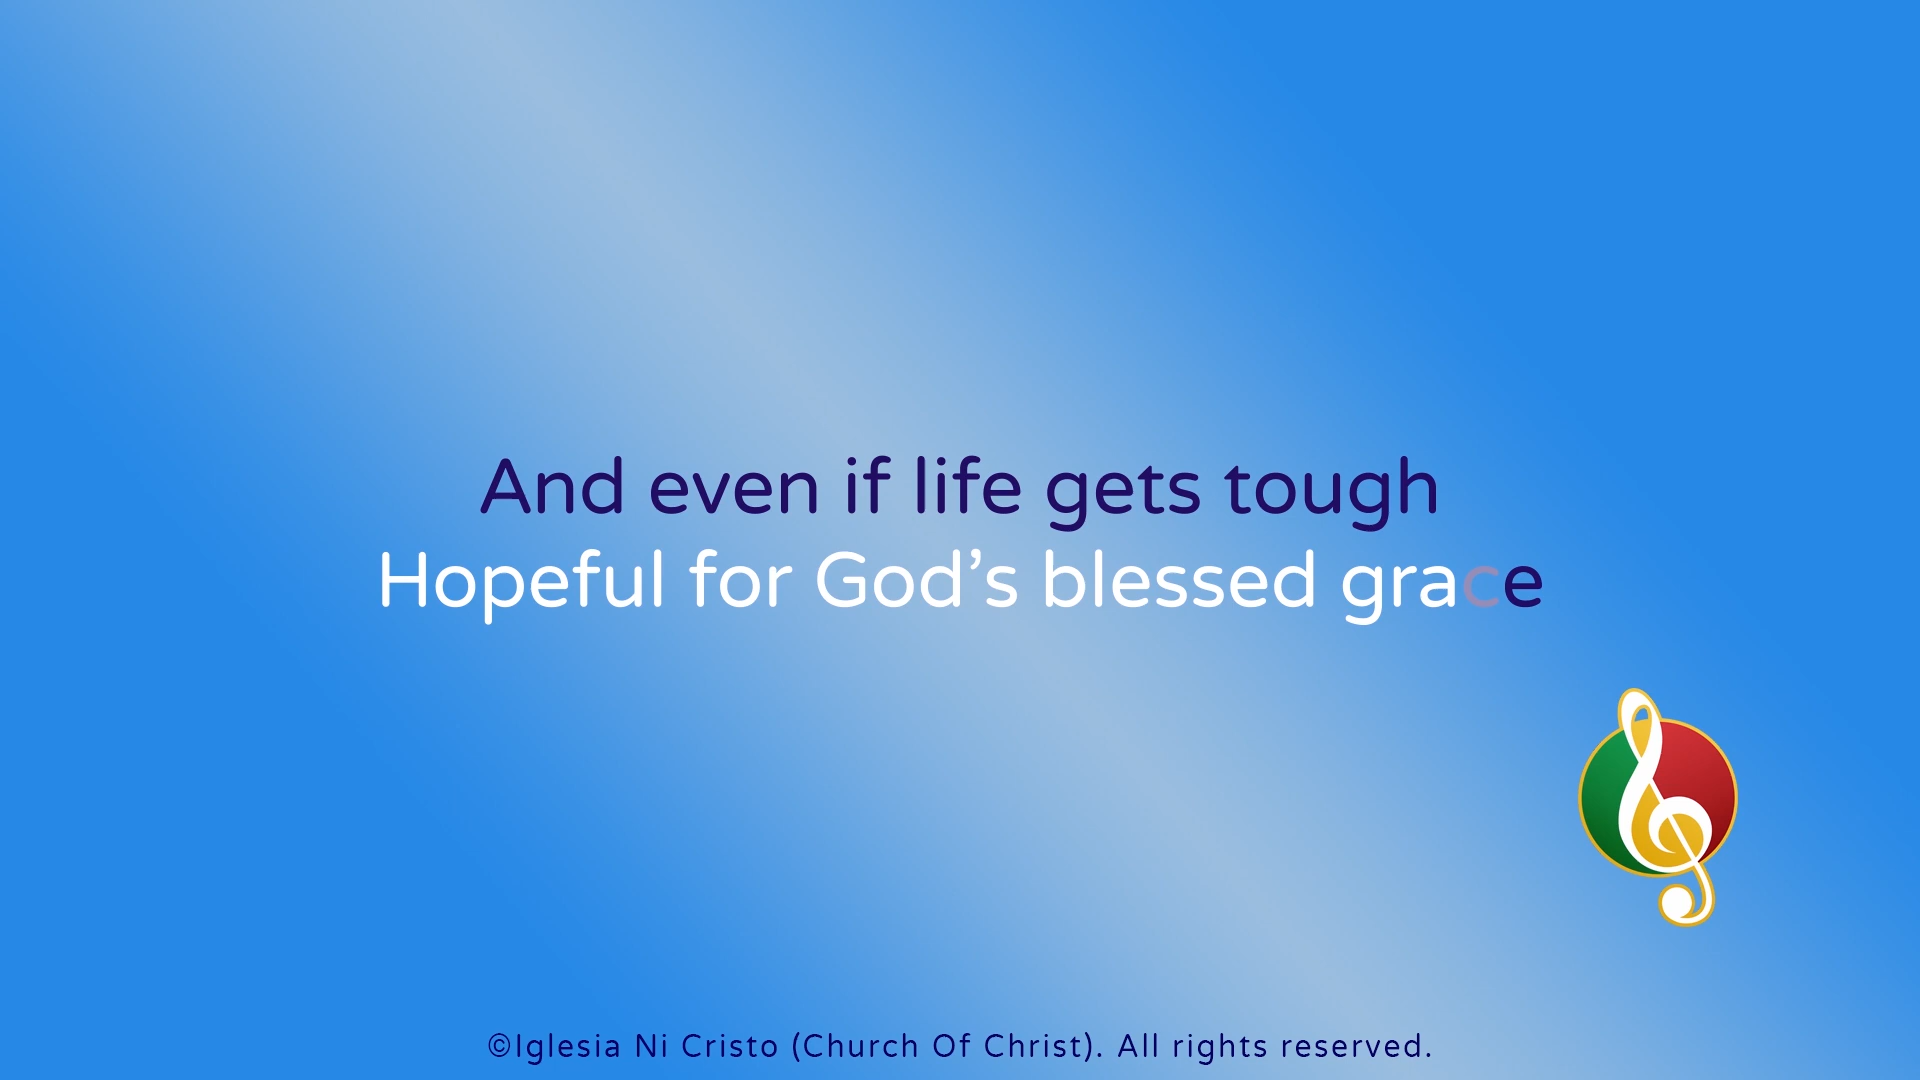 And even if life gets tough
Hopeful for God’s blessed grace
©Iglesia Ni Cristo (Church Of Christ). All rights reserved.